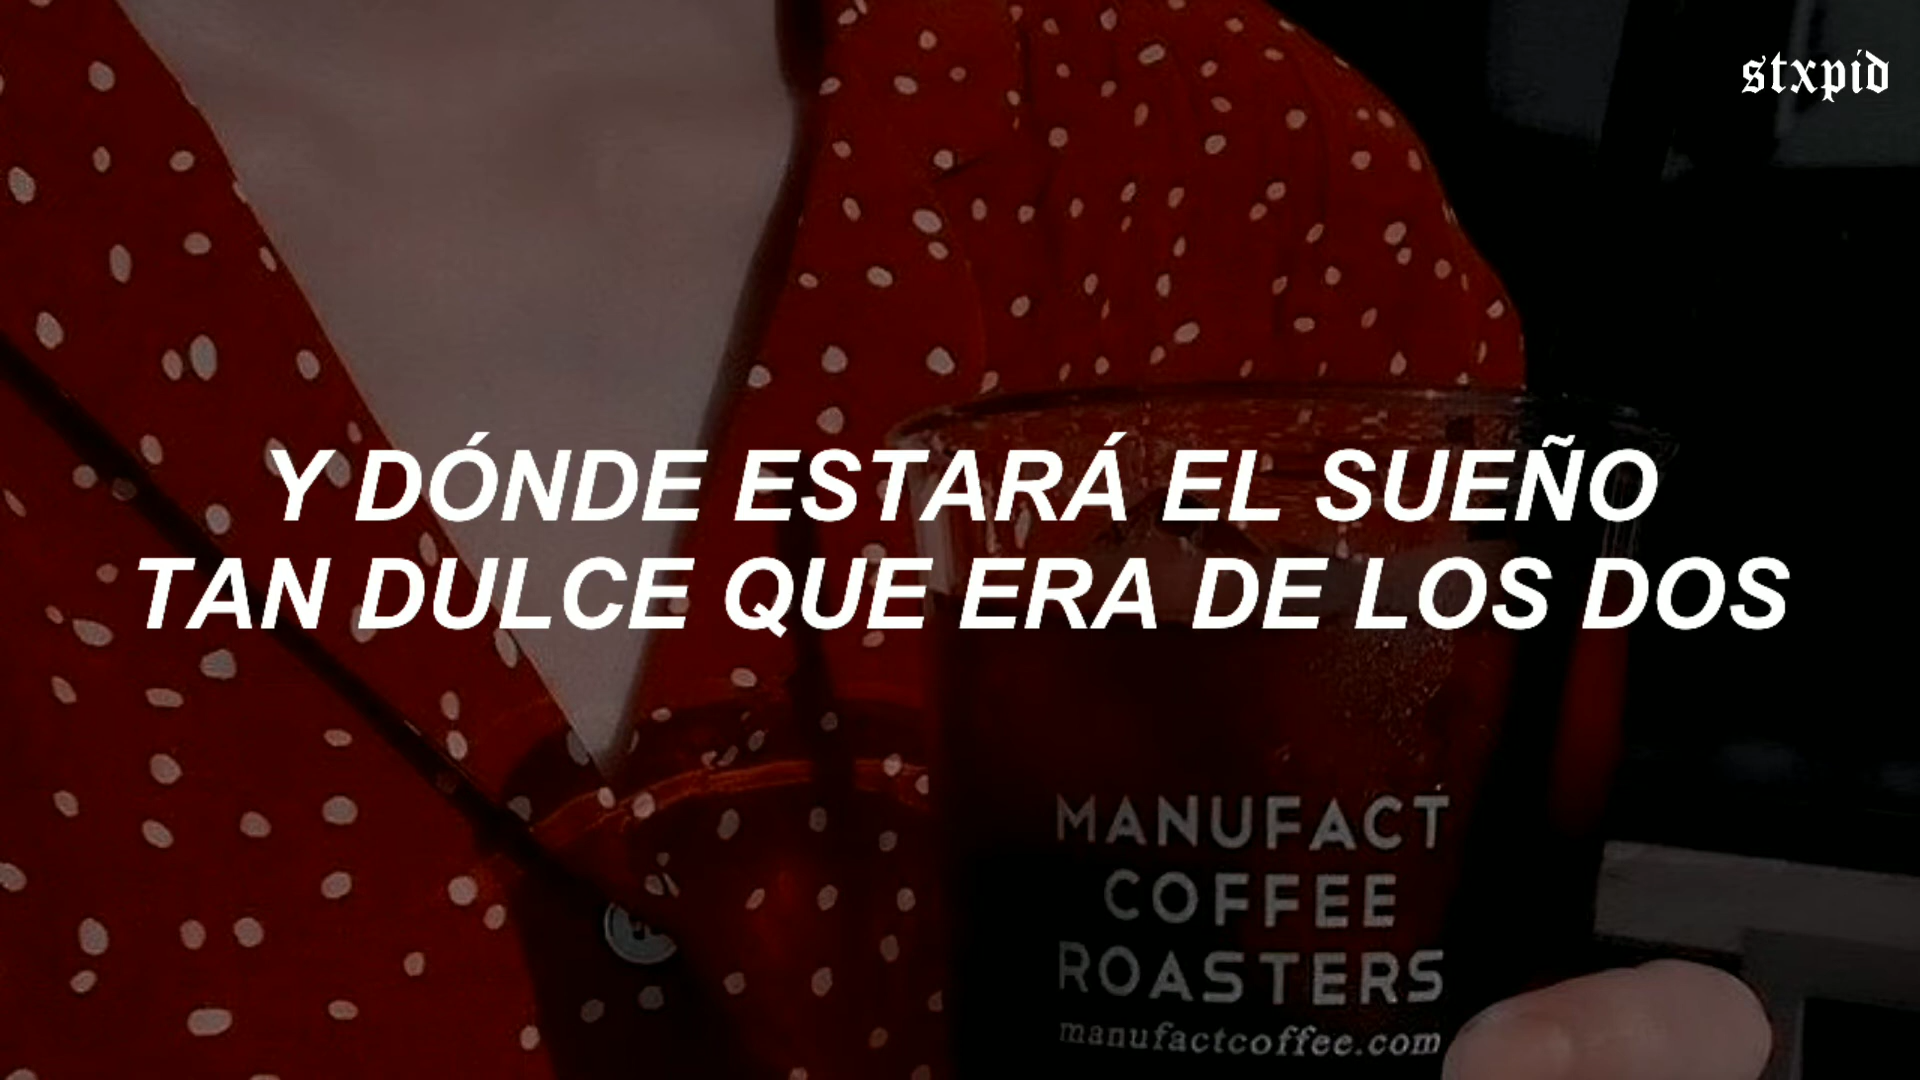 stxpid
Y DÓNDE ESTARÁ EL SUEÑO
TAN DULCE QUE ERA DE LOS DOS
MANUFACT
COFFEE
ROASTERS
manufactcoffee.com